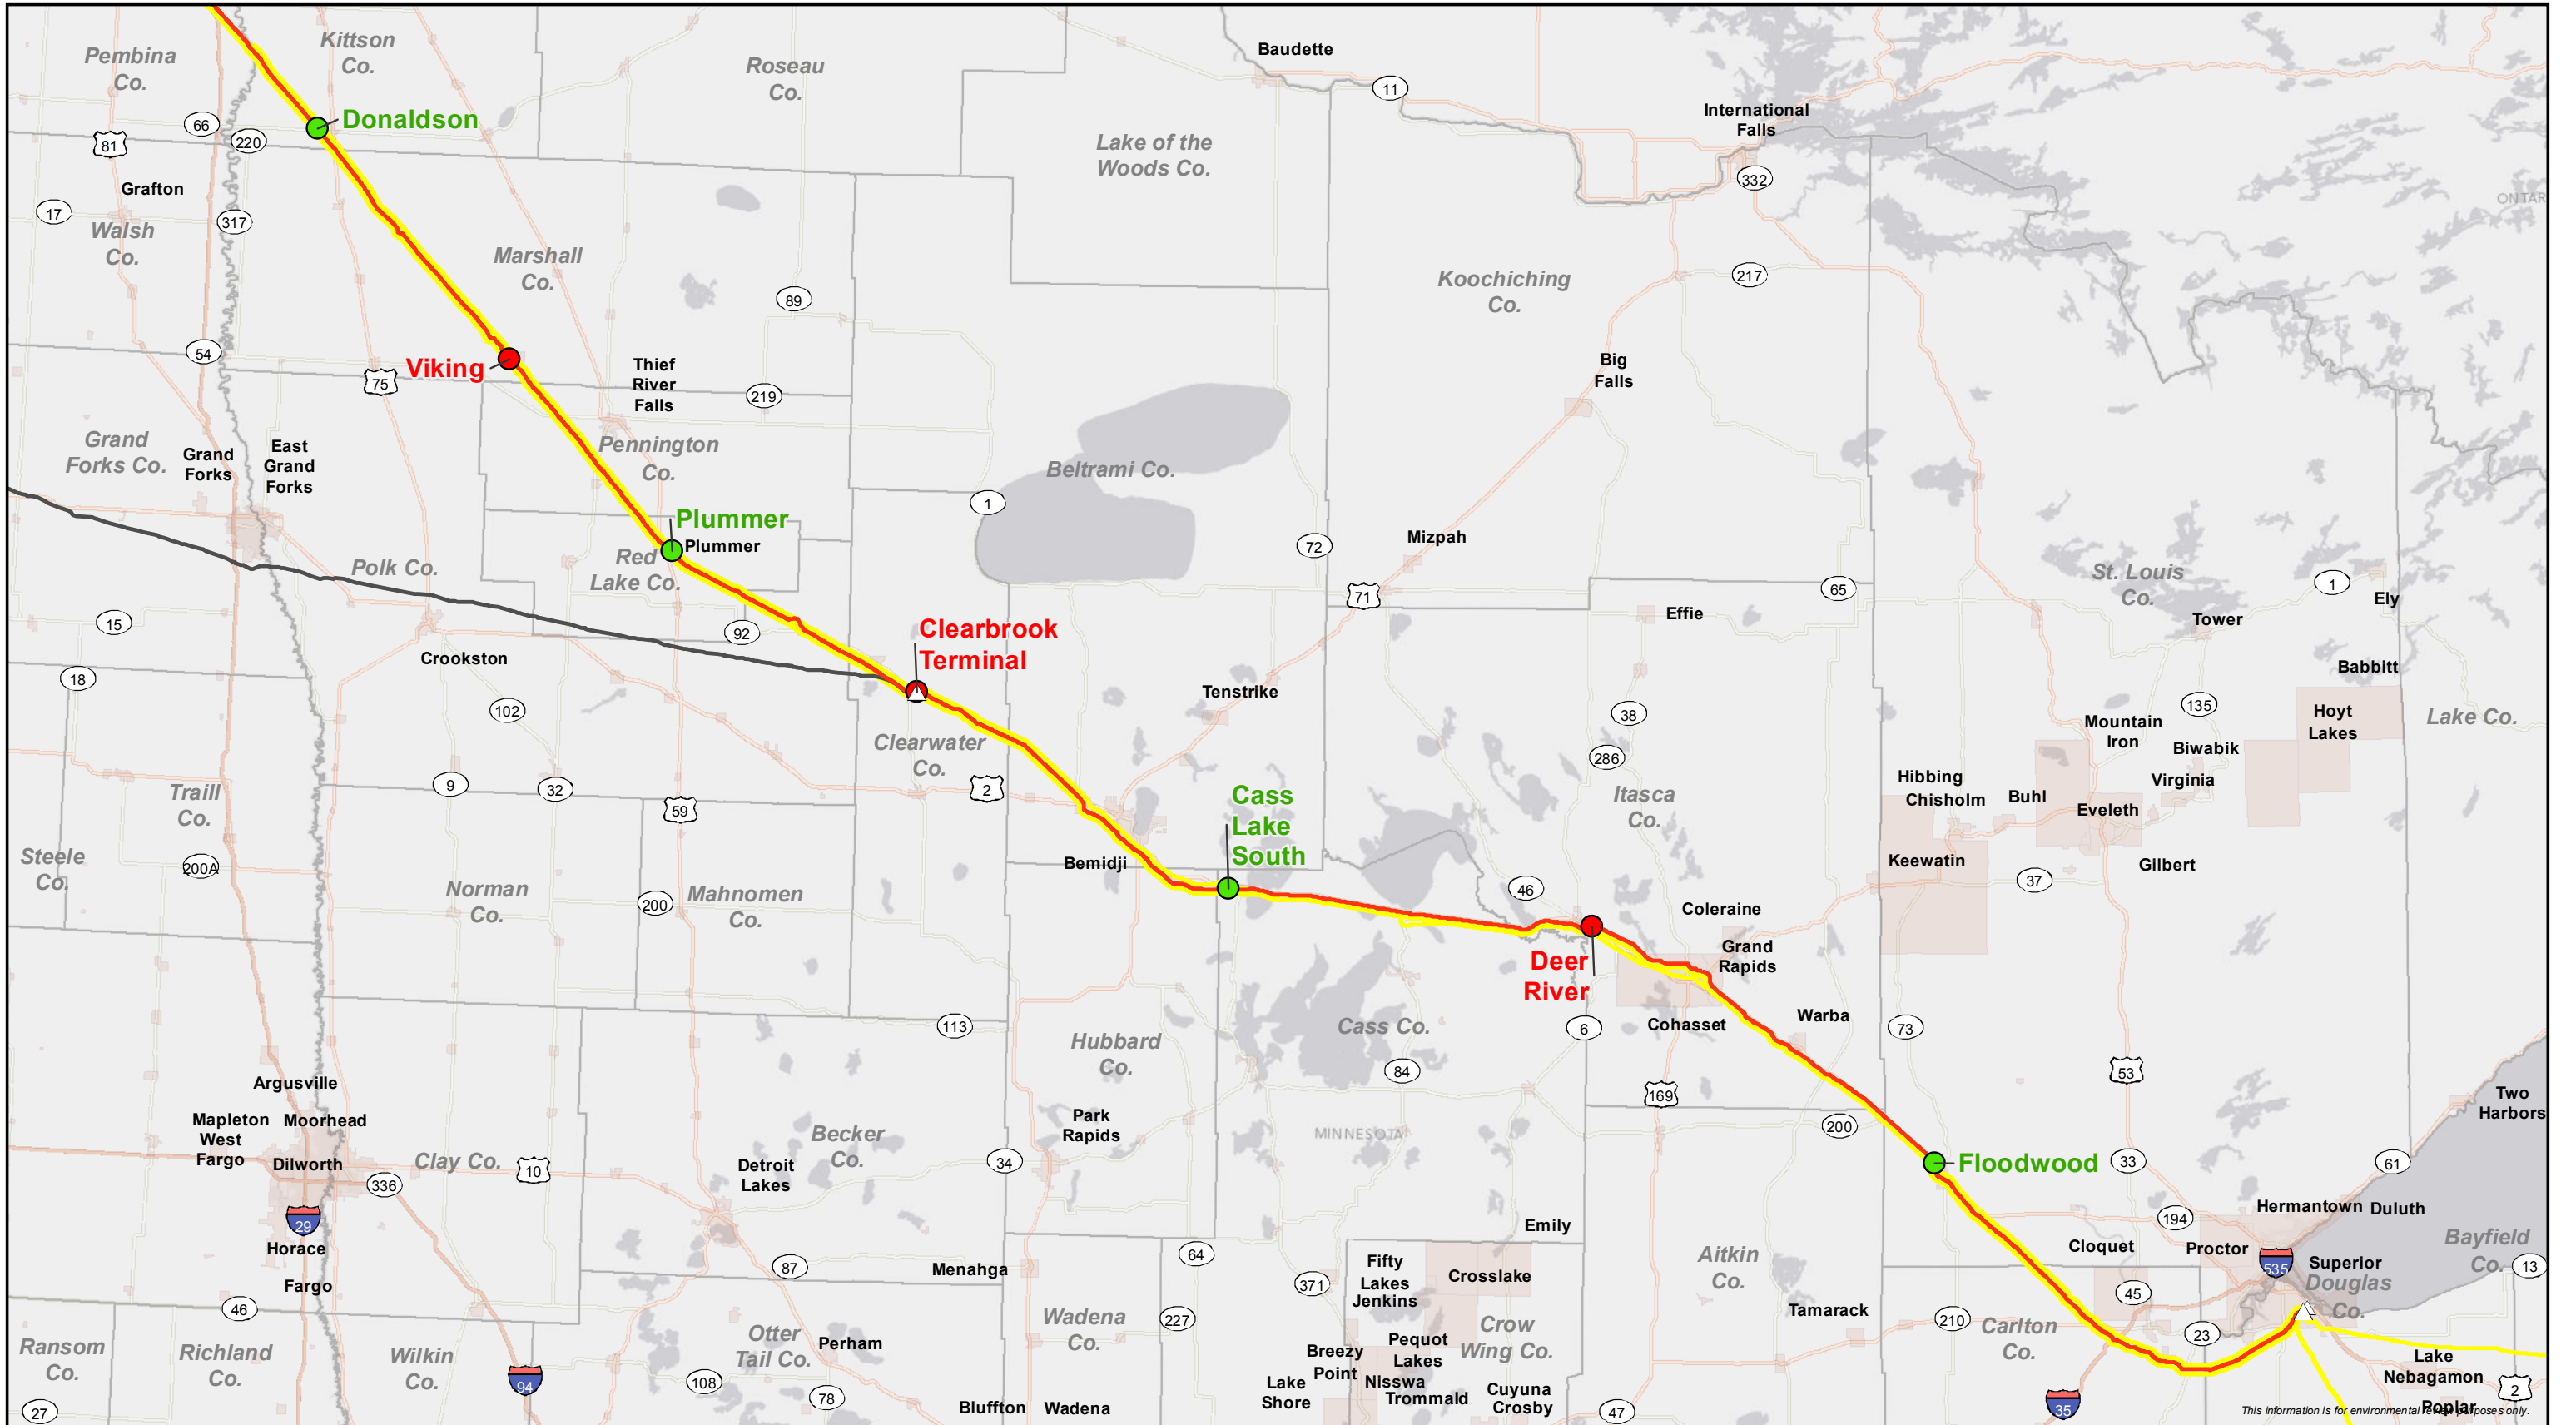 Pembina
Co.
Kittson
Co.
Roseau
Co.
Baudette
11
International
Falls
Donaldson
66
220
81
Grafton
17
317
Walsh
Co.
Lake of the
Woods Co.
332
ONTAR
Marshall
Co.
89
Koochiching
Co.
217
54
Viking
75
Thief
River
Falls
219
Big
Falls
Grand
Forks Co.
Grand
Forks
East
Grand
Forks
Pennington
Co.
Beltrami Co.
1
Plummer
Plummer
72
Mizpah
Polk Co.
Red
Lake Co.
71
65
St. Louis
Co.
1
Ely
15
92
Clearbrook
Terminal
Effie
Tower
Crookston
18
102
Tenstrike
38
Babbitt
135
Hoyt
Lakes
Lake Co.
Clearwater
Co.
286
Mountain
Iron
Biwabik
Virginia
9
32
59
2
Cass
Lake
South
Itasca
Co.
Hibbing
Chisholm
Buhl
Eveleth
Traill
Co.
Steele
Co.
200A
Bemidji
Keewatin
Gilbert
37
Norman
Co.
200
Mahnomen
Co.
46
Coleraine
Grand
Rapids
Deer
River
113
Hubbard
Co.
Cass Co.
6
Cohasset
Warba
73
Argusville
84
53
Mapleton
West
Fargo
Moorhead
Dilworth
169
Two
Harbors
Park
Rapids
MINNESOTA
200
Becker
Co.
Clay Co.
10
336
Detroit
Lakes
34
Floodwood
33
61
29
Horace
Fargo
Emily
194
Hermantown
Duluth
Bayfield
Co.
87
Menahga
64
371
Fifty
Lakes
Jenkins
Crosslake
Aitkin
Co.
Cloquet
Proctor
535
Superior
Douglas
Co.
13
46
45
Tamarack
Ransom
Co.
Richland
Co.
Wilkin
Co.
Otter
Tail Co.
Perham
Wadena
Co.
227
Pequot
Lakes
Breezy
Point
Nisswa
Trommald
Crow
Wing Co.
210
Carlton
Co.
23
Lake
Nebagamon
94
108
78
Bluffton
Wadena
Lake
Shore
Cuyuna
Crosby
47
35
2
Poplar
27
This information is for environmental review purposes only.